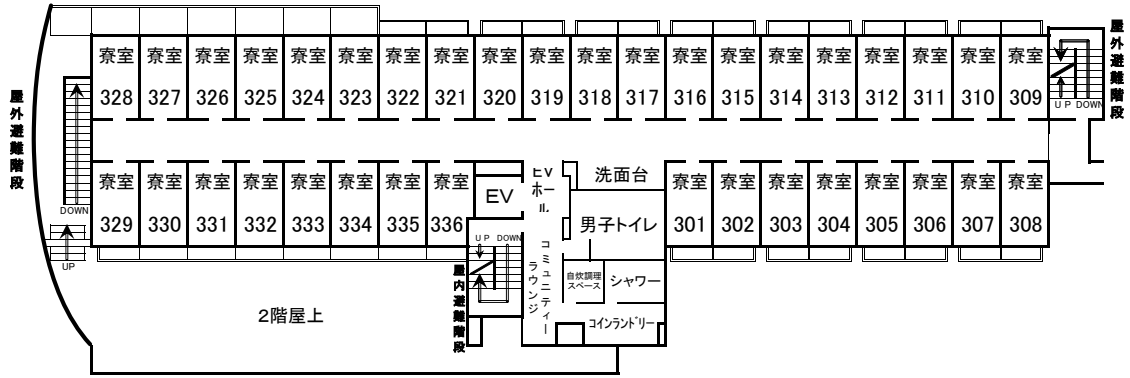 寮室 寮室 寮室 寮室 寮室 寮室 寮室 寮室 寮室 寮室 寮室 寮室 寮室 寮室 寮室 寮室 寮室 寮室 寮室 寮室
328 327 326 325 324 323 322 321 320 319 318 317 316 315 314 313 312 311 310 309
屋外避難階段
UP DOWN
屋外避難階段
DOWN
UP
寮室 寮室 寮室 寮室 寮室 寮室 寮室 寮室
329 330 331 332 333 334 335 336
EV
EVホール
洗面台
男子トイレ
寮室 寮室 寮室 寮室 寮室 寮室 寮室 寮室
301 302 303 304 305 306 307 308
UP DOWN
屋内避難階段
コミュニティー
ラウンジ
自炊調理
スペース
シャワー
コインランドリー
2階屋上